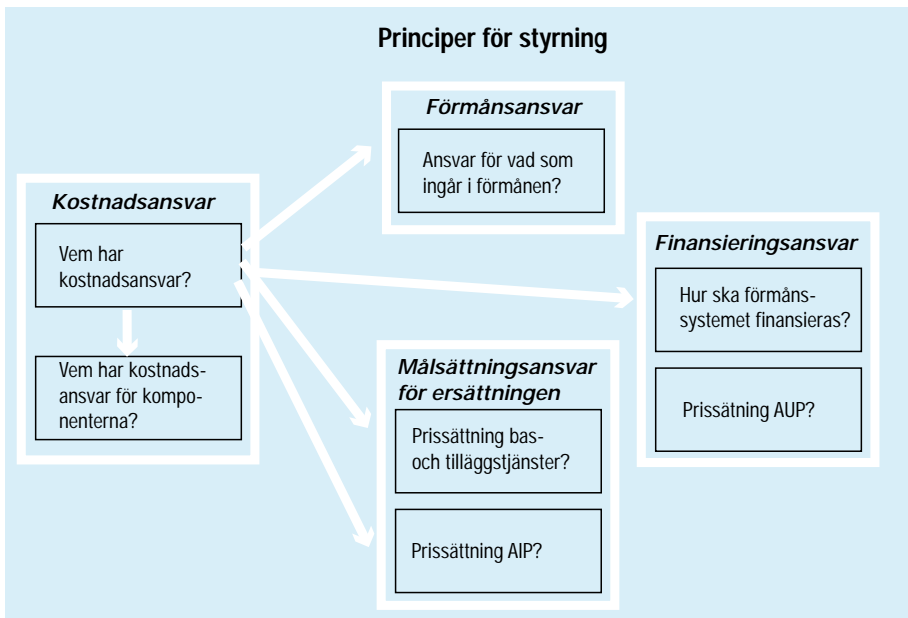 Principer för styrning
Förmånsansvar
Ansvar för vad som
ingår i förmånen?
Kostnadsansvar
Vem har
kostnadsansvar?
Vem har kostnads-
ansvar för kompo-
nenterna?
Finansieringsansvar
Hur ska förmåns-
systemet finansieras?
Prissätning AUP?
Målsättningsansvar
för ersättningen
Prissättning bas-
och tilläggstjänster?
Prissättning AIP?